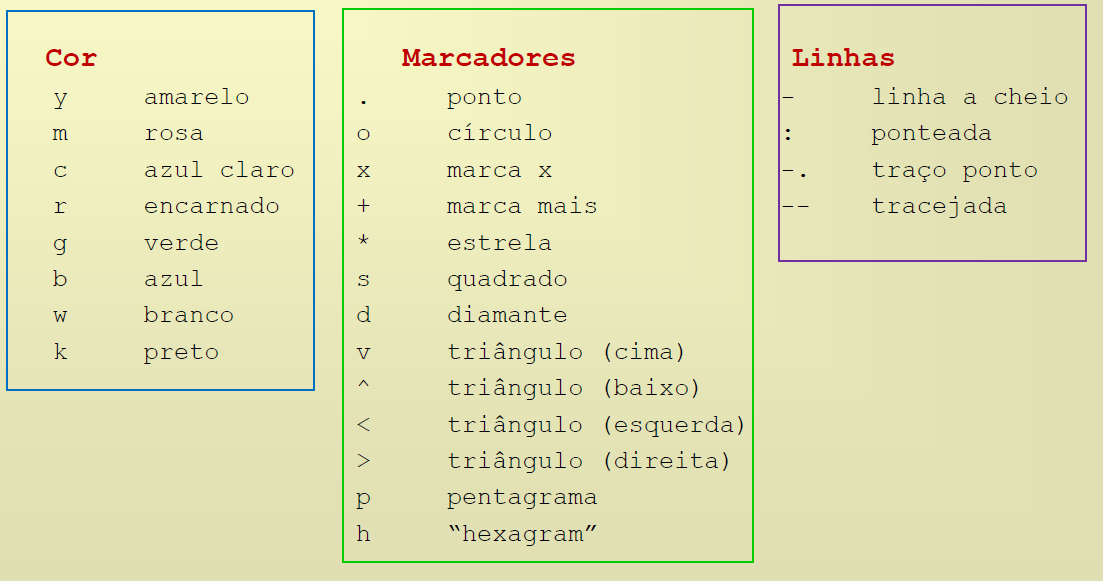 Cor
y amarelo
m rosa
c azul claro
r encarnado
g verde
b azul
w branco
k preto
Marcadores
. ponto
o círculo
x marca x
+ marca mais
* estrela
s quadrado
d diamante
v triângulo (cima)
^ triângulo (baixo)
< triângulo (esquerda)
> triângulo (direita)
p pentagrama
h “hexagram”
Linhas
- linha a cheio
: ponteada
-. traço ponto
-- tracejada